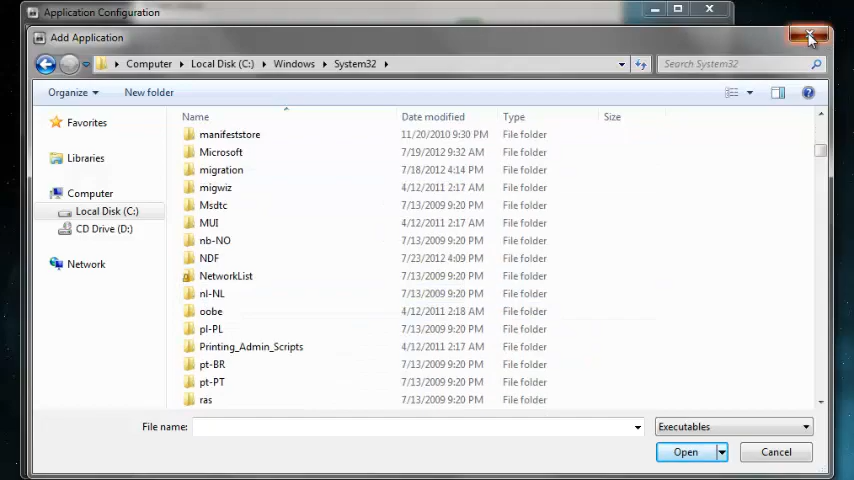 Application Configuration
Add Application
Computer Local Disk (C:) Windows System32 Search System32
Organize New folder
Name Date modified Type Size
Favorites
Libraries
Computer
Local Disk (C:)
CD Drive (D:)
Network
manifeststore 11/20/2010 9:30 PM File folder
Microsoft 7/19/2012 9:32 AM File folder
migration 7/18/2012 4:14 PM File folder
migwiz 4/12/2011 2:17 AM File folder
Msdtc 7/13/2009 9:20 PM File folder
MUI 4/12/2011 2:17 AM File folder
nb-NO 7/13/2009 9:20 PM File folder
NDF 7/23/2012 4:09 PM File folder
NetworkList 7/13/2009 9:20 PM File folder
nl-NL 7/13/2009 9:20 PM File folder
oobe 4/12/2011 2:18 AM File folder
pl-PL 7/13/2009 9:20 PM File folder
Printing_Admin_Scripts 4/12/2011 2:17 AM File folder
pt-BR 7/13/2009 9:20 PM File folder
pt-PT 7/13/2009 9:20 PM File folder
ras 7/13/2009 9:20 PM File folder
File name: Executables
Open Cancel